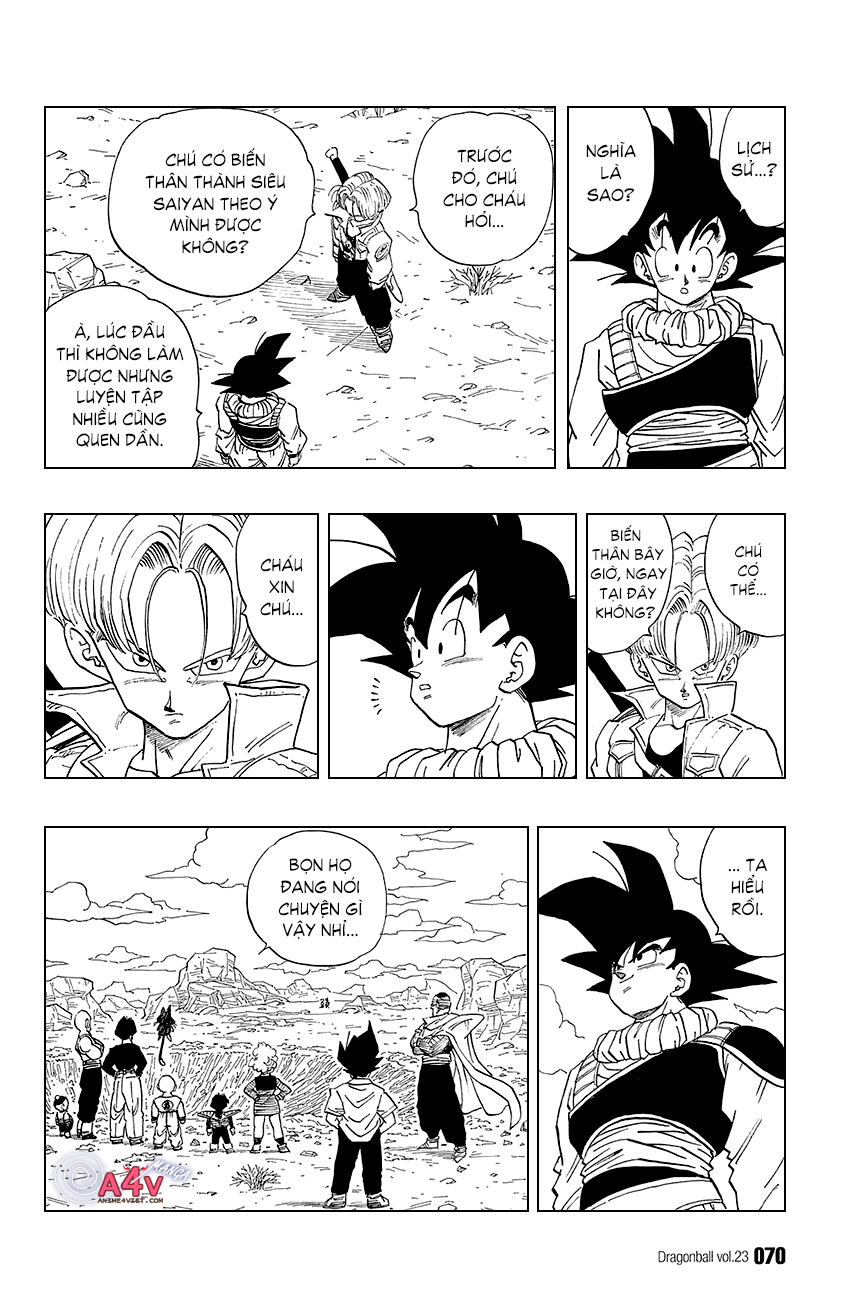 LỊCH
SỬ...?
NGHĨA
LÀ
SAO?
TRƯỚC
ĐÓ, CHÚ
CHO CHÁU
HỎI...
CHÚ CÓ BIẾN
THÂN THÀNH SIÊU
SAIYAN THEO Ý
MÌNH ĐƯỢC
KHÔNG?
À, LÚC ĐẦU
THÌ KHÔNG LÀM
ĐƯỢC NHƯNG
LUYỆN TẬP
NHIỀU CŨNG
QUEN DẦN.
CHÚ
CÓ
THỂ...
BIẾN
THÂN BÂY
GIỜ, NGAY
TẠI ĐÂY
KHÔNG?
CHÁU
XIN
CHÚ...
... TA
HIỂU
RỒI.
BỌN HỌ
ĐANG NÓI
CHUYỆN GÌ
VẬY NHỈ...
A4V MANGA
ANIME4VIET.COM
Dragonball vol.23 070